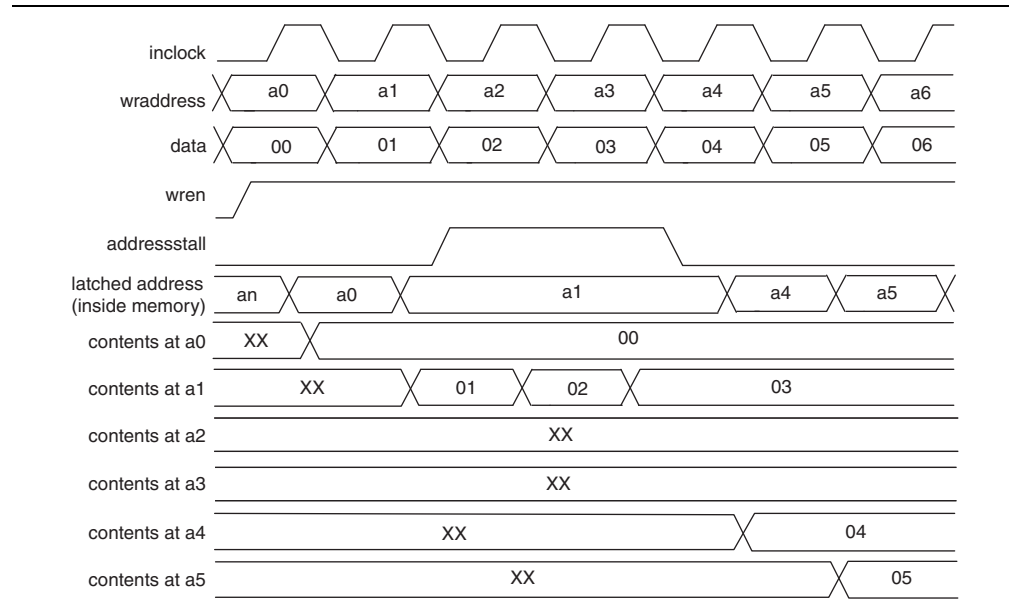 inclock
wraddress a0 a1 a2 a3 a4 a5 a6
data 00 01 02 03 04 05 06
wren
addressstall
latched address
(inside memory) an a0 a1 a4 a5
contents at a0 XX 00
contents at a1 XX 01 02 03
contents at a2 XX
contents at a3 XX
contents at a4 XX 04
contents at a5 XX 05